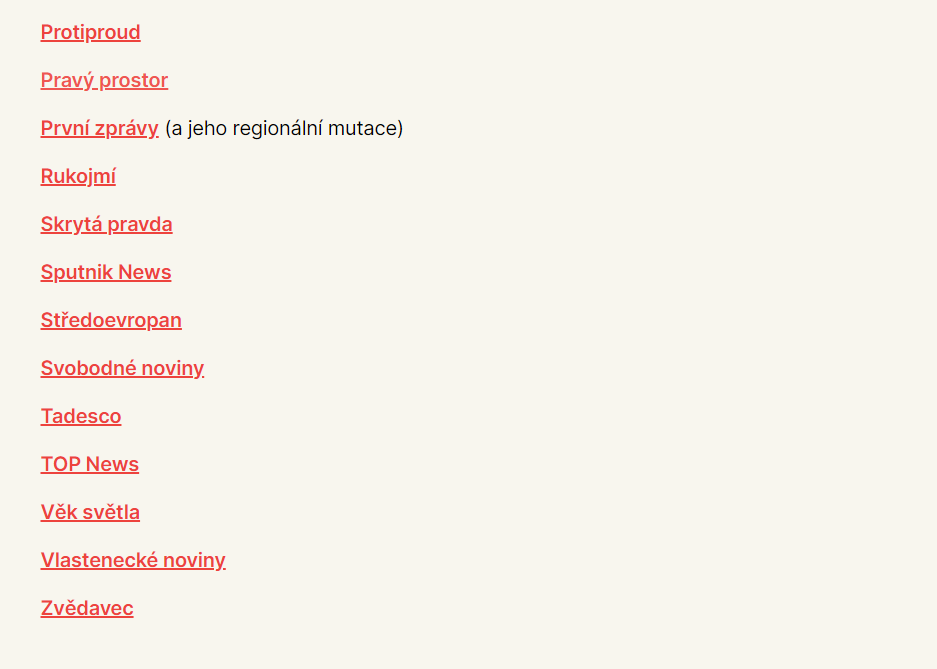 Protiproud
Pravý prostor
První zprávy (a jeho regionální mutace)
Rukojmí
Skrytá pravda
Sputnik News
Středoevropan
Svobodné noviny
Tadesco
TOP News
Věk světla
Vlastenecké noviny
Zvědavec